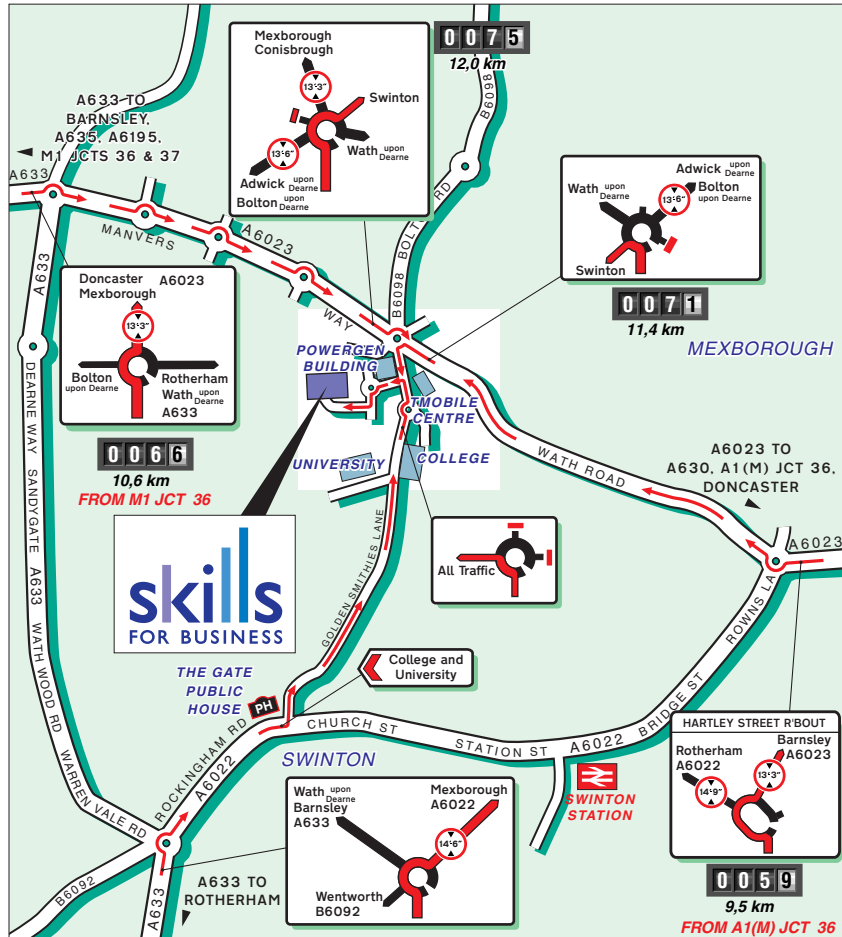 Mexborough
Conisbrough
13'3"
Swinton
Wath upon Dearne
13'6"
Adwick upon Dearne
Bolton upon Dearne
0075
12,0 km
B6098
A633 TO
BARNSLEY,
A635, A6195,
M1 JCTS 36 & 37
A633
MANVERS
A6023
WAY
B6098 BOLTON RD
Adwick upon Dearne
Bolton upon Dearne
Wath upon Dearne
13'6"
Swinton
0071
11,4 km
MEXBOROUGH
A633
Doncaster A6023
Mexborough
13'3"
Bolton upon Dearne
Rotherham
Wath upon Dearne
A633
0066
10,6 km
FROM M1 JCT 36
POWERGEN
BUILDING
TMOBILE
CENTRE
UNIVERSITY
COLLEGE
WATH ROAD
A6023 TO
A630, A1(M) JCT 36,
DONCASTER
A6023
All Traffic
skills
FOR BUSINESS
GOLDEN SMITHIES LANE
DEARNE WAY SANDYGATE A633 WATH WOOD RD WARREN VALE RD
THE GATE
PUBLIC
HOUSE
PH
College and
University
ROCKINGHAM RD
A6022
CHURCH ST
STATION ST
A6022
BRIDGE ST
ROWNS LA
SWINTON
SWINTON
STATION
HARTLEY STREET R'BOUT
Rotherham
A6022
Barnsley
A6023
14'9"
13'3"
0059
9,5 km
FROM A1(M) JCT 36
Wath upon Dearne
Barnsley
A633
Mexborough
A6022
14'6"
Wentworth
B6092
B6092
A633
A633 TO
ROTHERHAM